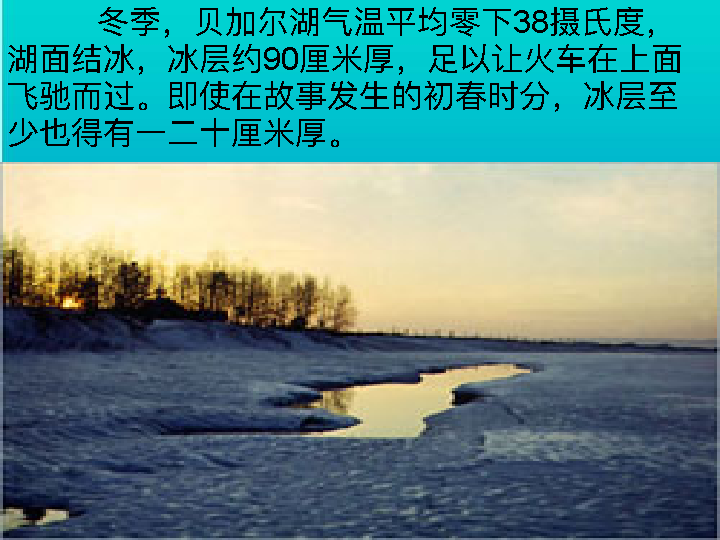 冬季，贝加尔湖气温平均零下38摄氏度，
湖面结冰，冰层约90厘米厚，足以让火车在上面
飞驰而过。即使在故事发生的初春时分，冰层至
少也得有一二十厘米厚。